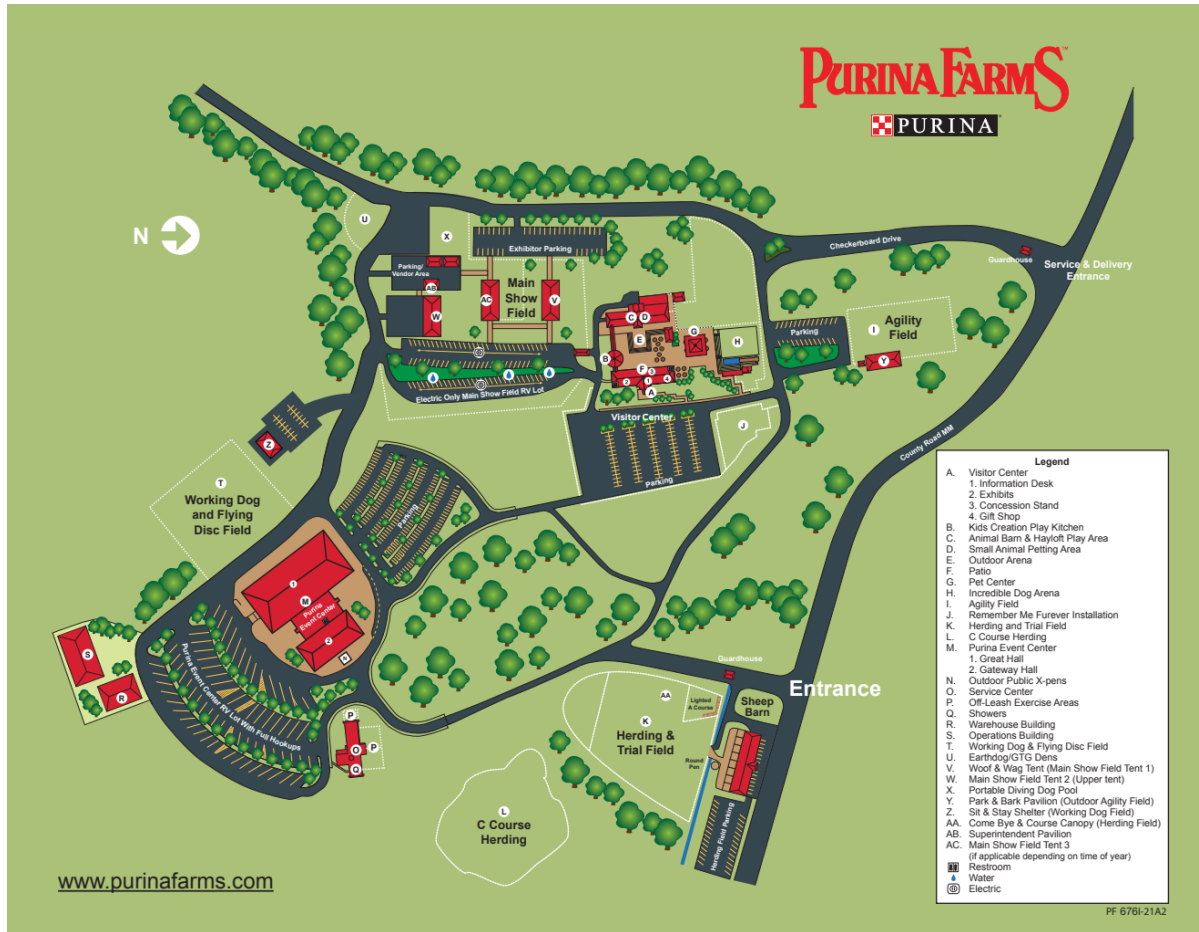 PURINA FARMS™
PURINA
N
U
X
Exhibitor Parking
Checkerboard Drive
Guardhouse
Service & Delivery
Entrance
Parking/
Vendor Area
AB
AC
Main
Show
Field
V
W
C
D
E
G
H
B
F
3
2
1
4
A
Parking
I
Agility
Field
Y
Electric Only Main Show Field RV Lot
Visitor Center
J
Parking
County Road MM
Z
T
Working Dog
and Flying
Disc Field
Parking
1
M
Purina
Event Center
2
N
S
R
Purina Event Center RV Lot With Full Hookups
P
O
P
Q
Guardhouse
Entrance
AA
Lighted
A Course
Sheep
Barn
K
Herding &
Trial Field
Round
Pen
Herding Field Parking
L
C Course
Herding
Legend
A. Visitor Center
1. Information Desk
2. Exhibits
3. Concession Stand
4. Gift Shop
B. Kids Creation Play Kitchen
C. Animal Barn & Hayloft Play Area
D. Small Animal Petting Area
E. Outdoor Arena
F. Patio
G. Pet Center
H. Incredible Dog Arena
I. Agility Field
J. Remember Me Furever Installation
K. Herding and Trial Field
L. C Course Herding
M. Purina Event Center
1. Great Hall
2. Gateway Hall
N. Outdoor Public X-pens
O. Service Center
P. Off-Leash Exercise Areas
Q. Showers
R. Warehouse Building
S. Operations Building
T. Working Dog & Flying Disc Field
U. Earthdog/GTG Dens
V. Woof & Wag Tent (Main Show Field Tent 1)
W. Main Show Field Tent 2 (Upper tent)
X. Portable Diving Dog Pool
Y. Park & Bark Pavilion (Outdoor Agility Field)
Z. Sit & Stay Shelter (Working Dog Field)
AA. Come Bye & Course Canopy (Herding Field)
AB. Superintendent Pavilion
AC. Main Show Field Tent 3
(if applicable depending on time of year)
Restroom
Water
Electric
www.purinafarms.com
PF 676I-21A2